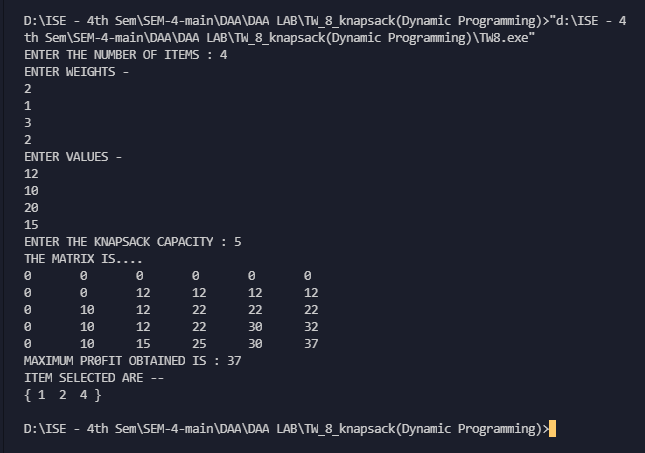 D:\ISE - 4th Sem\SEM-4-main\DAA\DAA LAB\TW_8_knapsack(Dynamic Programming)>"d:\ISE - 4
th Sem\SEM-4-main\DAA\DAA LAB\TW_8_knapsack(Dynamic Programming)\TW8.exe"
ENTER THE NUMBER OF ITEMS : 4
ENTER WEIGHTS -
2
1
3
2
ENTER VALUES -
12
10
20
15
ENTER THE KNAPSACK CAPACITY : 5
THE MATRIX IS....
0 0 0 0 0 0
0 0 12 12 12 12
0 10 12 22 22 22
0 10 12 22 30 32
0 10 15 25 30 37
MAXIMUM PROFIT OBTAINED IS : 37
ITEM SELECTED ARE --
{ 1 2 4 }
D:\ISE - 4th Sem\SEM-4-main\DAA\DAA LAB\TW_8_knapsack(Dynamic Programming)>